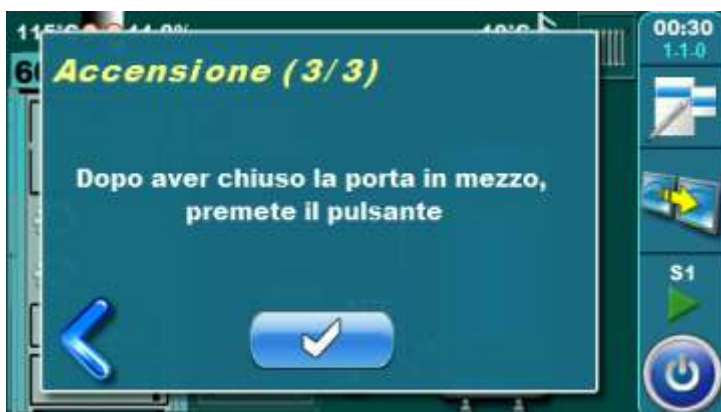 00:30
1-1-0
Accensione (3/3)
Dopo aver chiuso la porta in mezzo,
premete il pulsante
S1